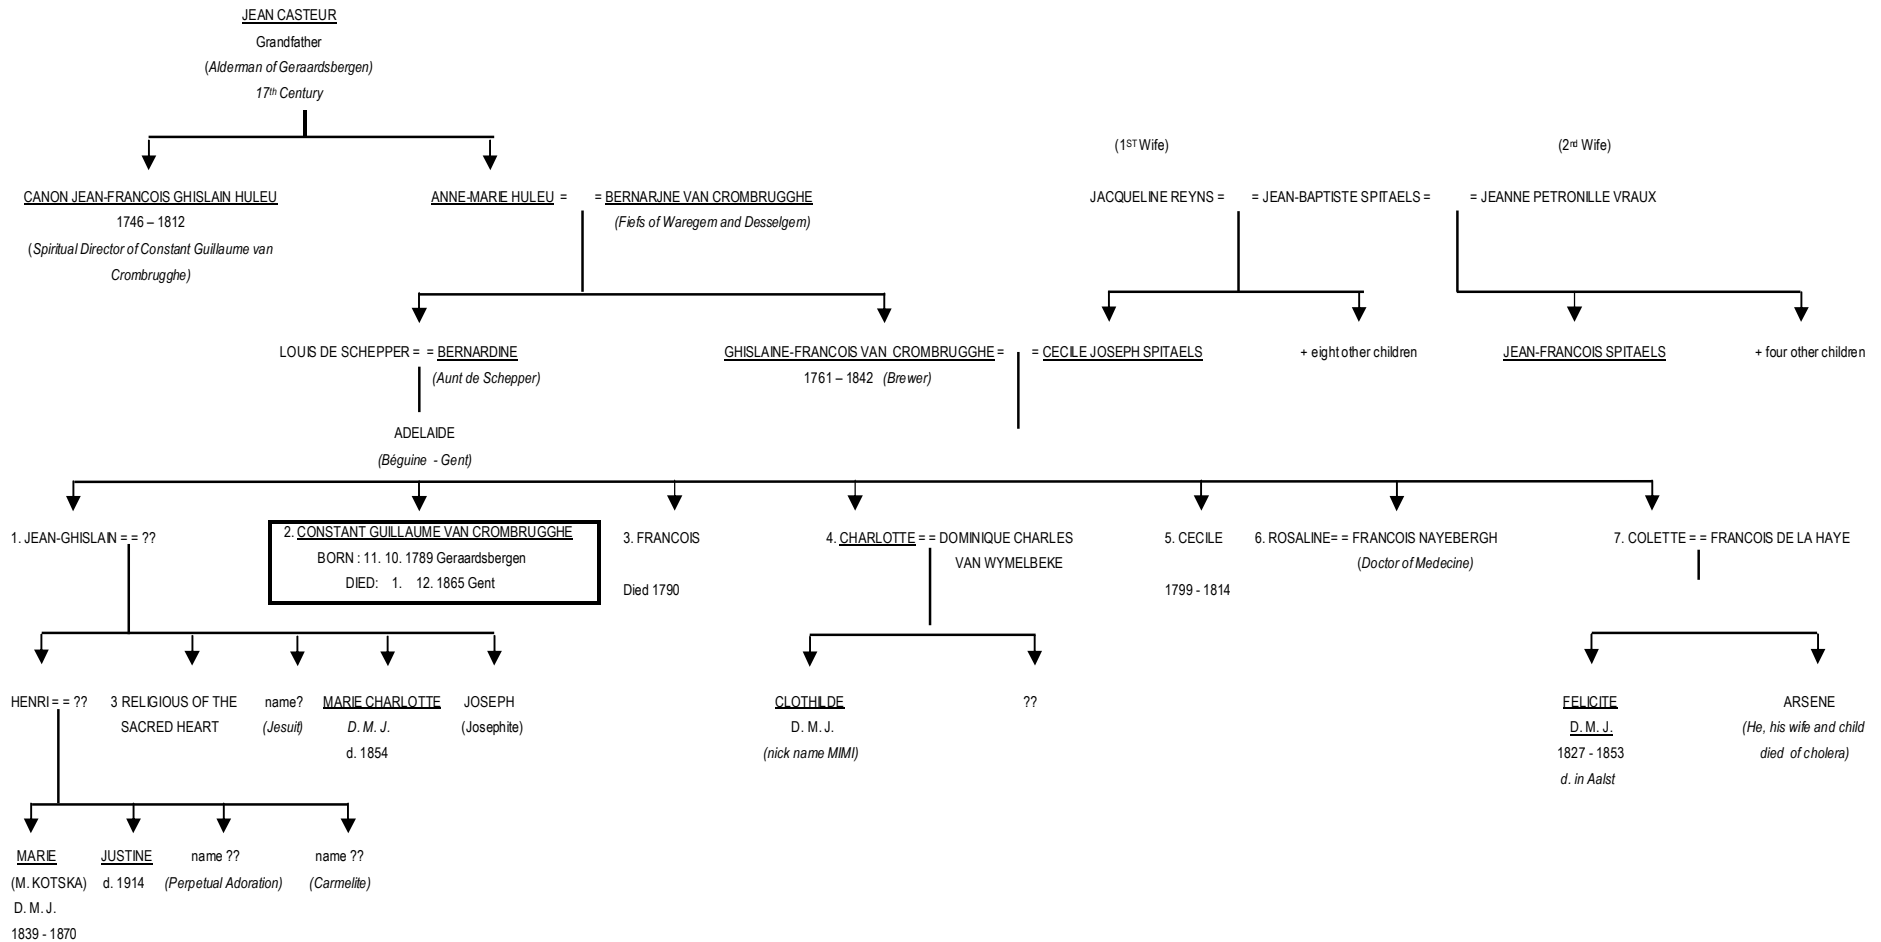 JEAN CASTEUR
Grandfather
(Alderman of Geraardsbergen)
17th Century
(1ST Wife)
(2nd Wife)
CANON JEAN-FRANCOIS GHISLAIN HULEU
1746 – 1812
(Spiritual Director of Constant Guillaume van
Crombrugghe)
ANNE-MARIE HULEU = = BERNARJNE VAN CROMBRUGGHE
(Fiefs of Waregem and Desselgem)
JACQUELINE REYNS = = JEAN-BAPTISTE SPITAELS = = JEANNE PETRONILLE VRAUX
LOUIS DE SCHEPPER = = BERNARDINE
(Aunt de Schepper)
GHISLAINE-FRANCOIS VAN CROMBRUGGHE = = CECILE JOSEPH SPITAELS
1761 – 1842 (Brewer)
+ eight other children
JEAN-FRANCOIS SPITAELS
+ four other children
ADELAIDE
(Béguine - Gent)
1. JEAN-GHISLAIN = = ??
2. CONSTANT GUILLAUME VAN CROMBRUGGHE
BORN : 11. 10. 1789 Geraardsbergen
DIED: 1. 12. 1865 Gent
3. FRANCOIS
Died 1790
4. CHARLOTTE = = DOMINIQUE CHARLES
VAN WYMELBEKE
5. CECILE
1799 - 1814
6. ROSALINE= = FRANCOIS NAYEBERGH
(Doctor of Medecine)
7. COLETTE = = FRANCOIS DE LA HAYE
HENRI = = ??
3 RELIGIOUS OF THE
SACRED HEART
name?
(Jesuit)
MARIE CHARLOTTE
D. M. J.
d. 1854
JOSEPH
(Josephite)
CLOTHILDE
D. M. J.
(nick name MIMI)
??
FELICITE
D. M. J.
1827 - 1853
d. in Aalst
ARSENE
(He, his wife and child
died of cholera)
MARIE
(M. KOTSKA)
D. M. J.
1839 - 1870
JUSTINE
d. 1914
name ??
(Perpetual Adoration)
name ??
(Carmelite)